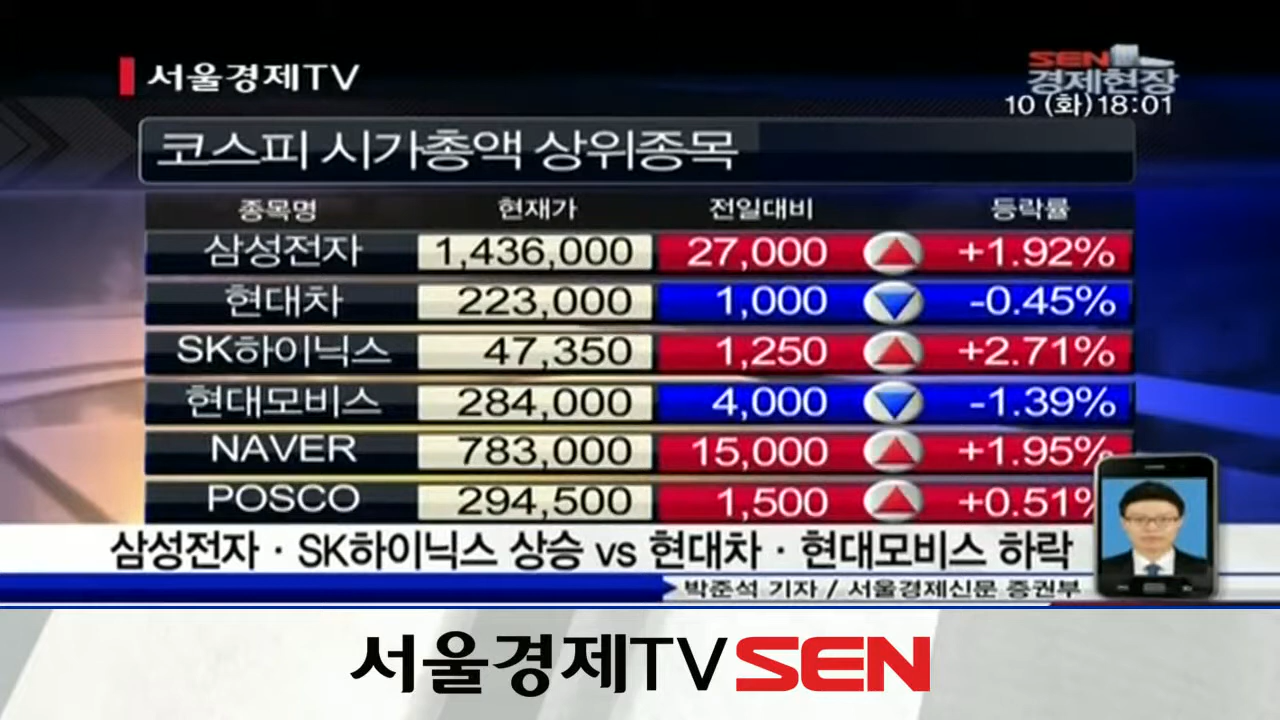 서울경제TV
SEN
경제현장
10 (화) 18:01
코스피 시가총액 상위종목
종목명 현재가 전일대비 등락률
삼성전자 1,436,000 27,000 ▲ +1.92%
현대차 223,000 1,000 ▼ -0.45%
SK하이닉스 47,350 1,250 ▲ +2.71%
현대모비스 284,000 4,000 ▼ -1.39%
NAVER 783,000 15,000 ▲ +1.95%
POSCO 294,500 1,500 ▲ +0.51%
삼성전자 · SK하이닉스 상승 vs 현대차 · 현대모비스 하락
박준석 기자 / 서울경제신문 증권부
서울경제TV SEN